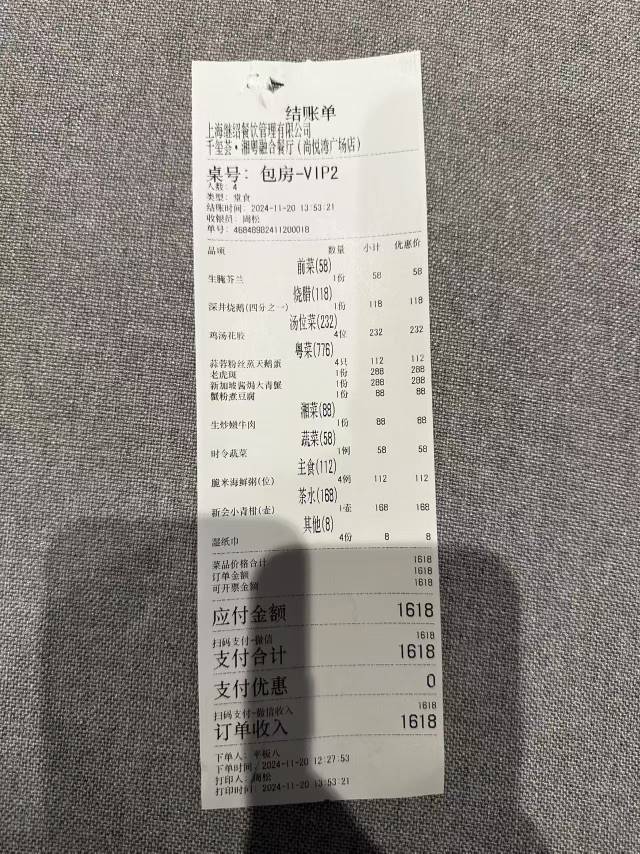 结账单
上海继绍餐饮管理有限公司
千玺荟·湘粤融合餐厅(尚悦湾广场店)
桌号: 包房-VIP2
人数: 4
类型: 堂食
结账时间: 2024-11-20 13:53:21
收银员: 周松
单号: 46848982411200018
品项 数量 小计 优惠价
前菜(58)
生腌芥兰 1份 58 58
烧腊(118)
深井烧鹅(四分之一) 1份 118 118
汤位菜(232)
鸡汤花胶 4位 232 232
粤菜(776)
蒜蓉粉丝蒸天鹅蛋 4只 112 112
老虎斑 1份 288 288
新加坡酱焗大青蟹 1份 288 288
蟹粉煮豆腐 1份 88 88
湘菜(88)
生炒嫩牛肉 1份 88 88
蔬菜(58)
时令蔬菜 1例 58 58
主食(112)
脆米海鲜粥(位) 4例 112 112
茶水(168)
新会小青柑(壶) 1壶 168 168
其他(8)
湿纸巾 4份 8 8
菜品价格合计 1618
订单金额 1618
可开票金额 1618
应付金额 1618
扫码支付-微信 1618
支付合计 1618
支付优惠 0
扫码支付-微信收入 1618
订单收入 1618
下单人: 平板八
下单时间: 2024-11-20 12:27:53
打印人: 周松
打印时间: 2024-11-20 13:53:21